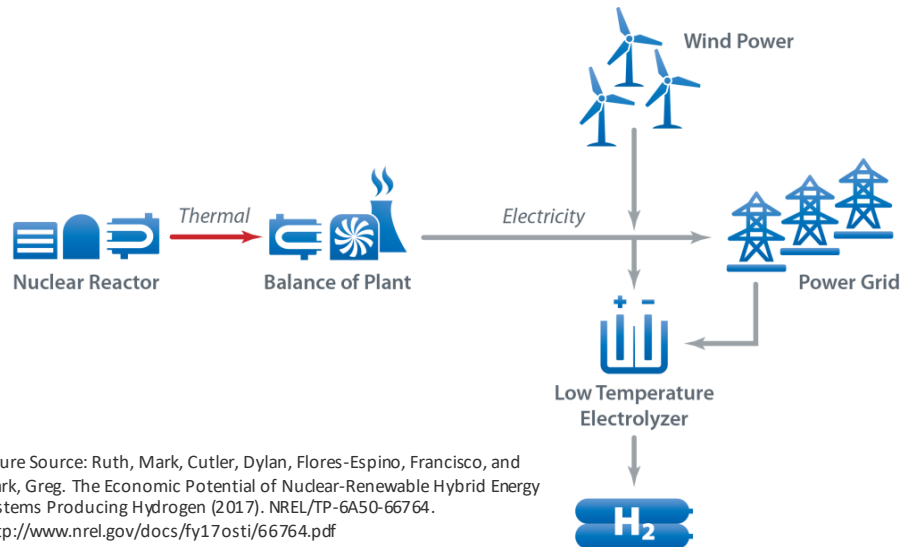 Wind Power
Thermal
Electricity
Nuclear Reactor
Balance of Plant
Power Grid
+ -
Low Temperature
Electrolyzer
ure Source: Ruth, Mark, Cutler, Dylan, Flores-Espino, Francisco, and
rk, Greg. The Economic Potential of Nuclear-Renewable Hybrid Energy
stems Producing Hydrogen (2017). NREL/TP-6A50-66764.
tp://www.nrel.gov/docs/fy17osti/66764.pdf
H₂